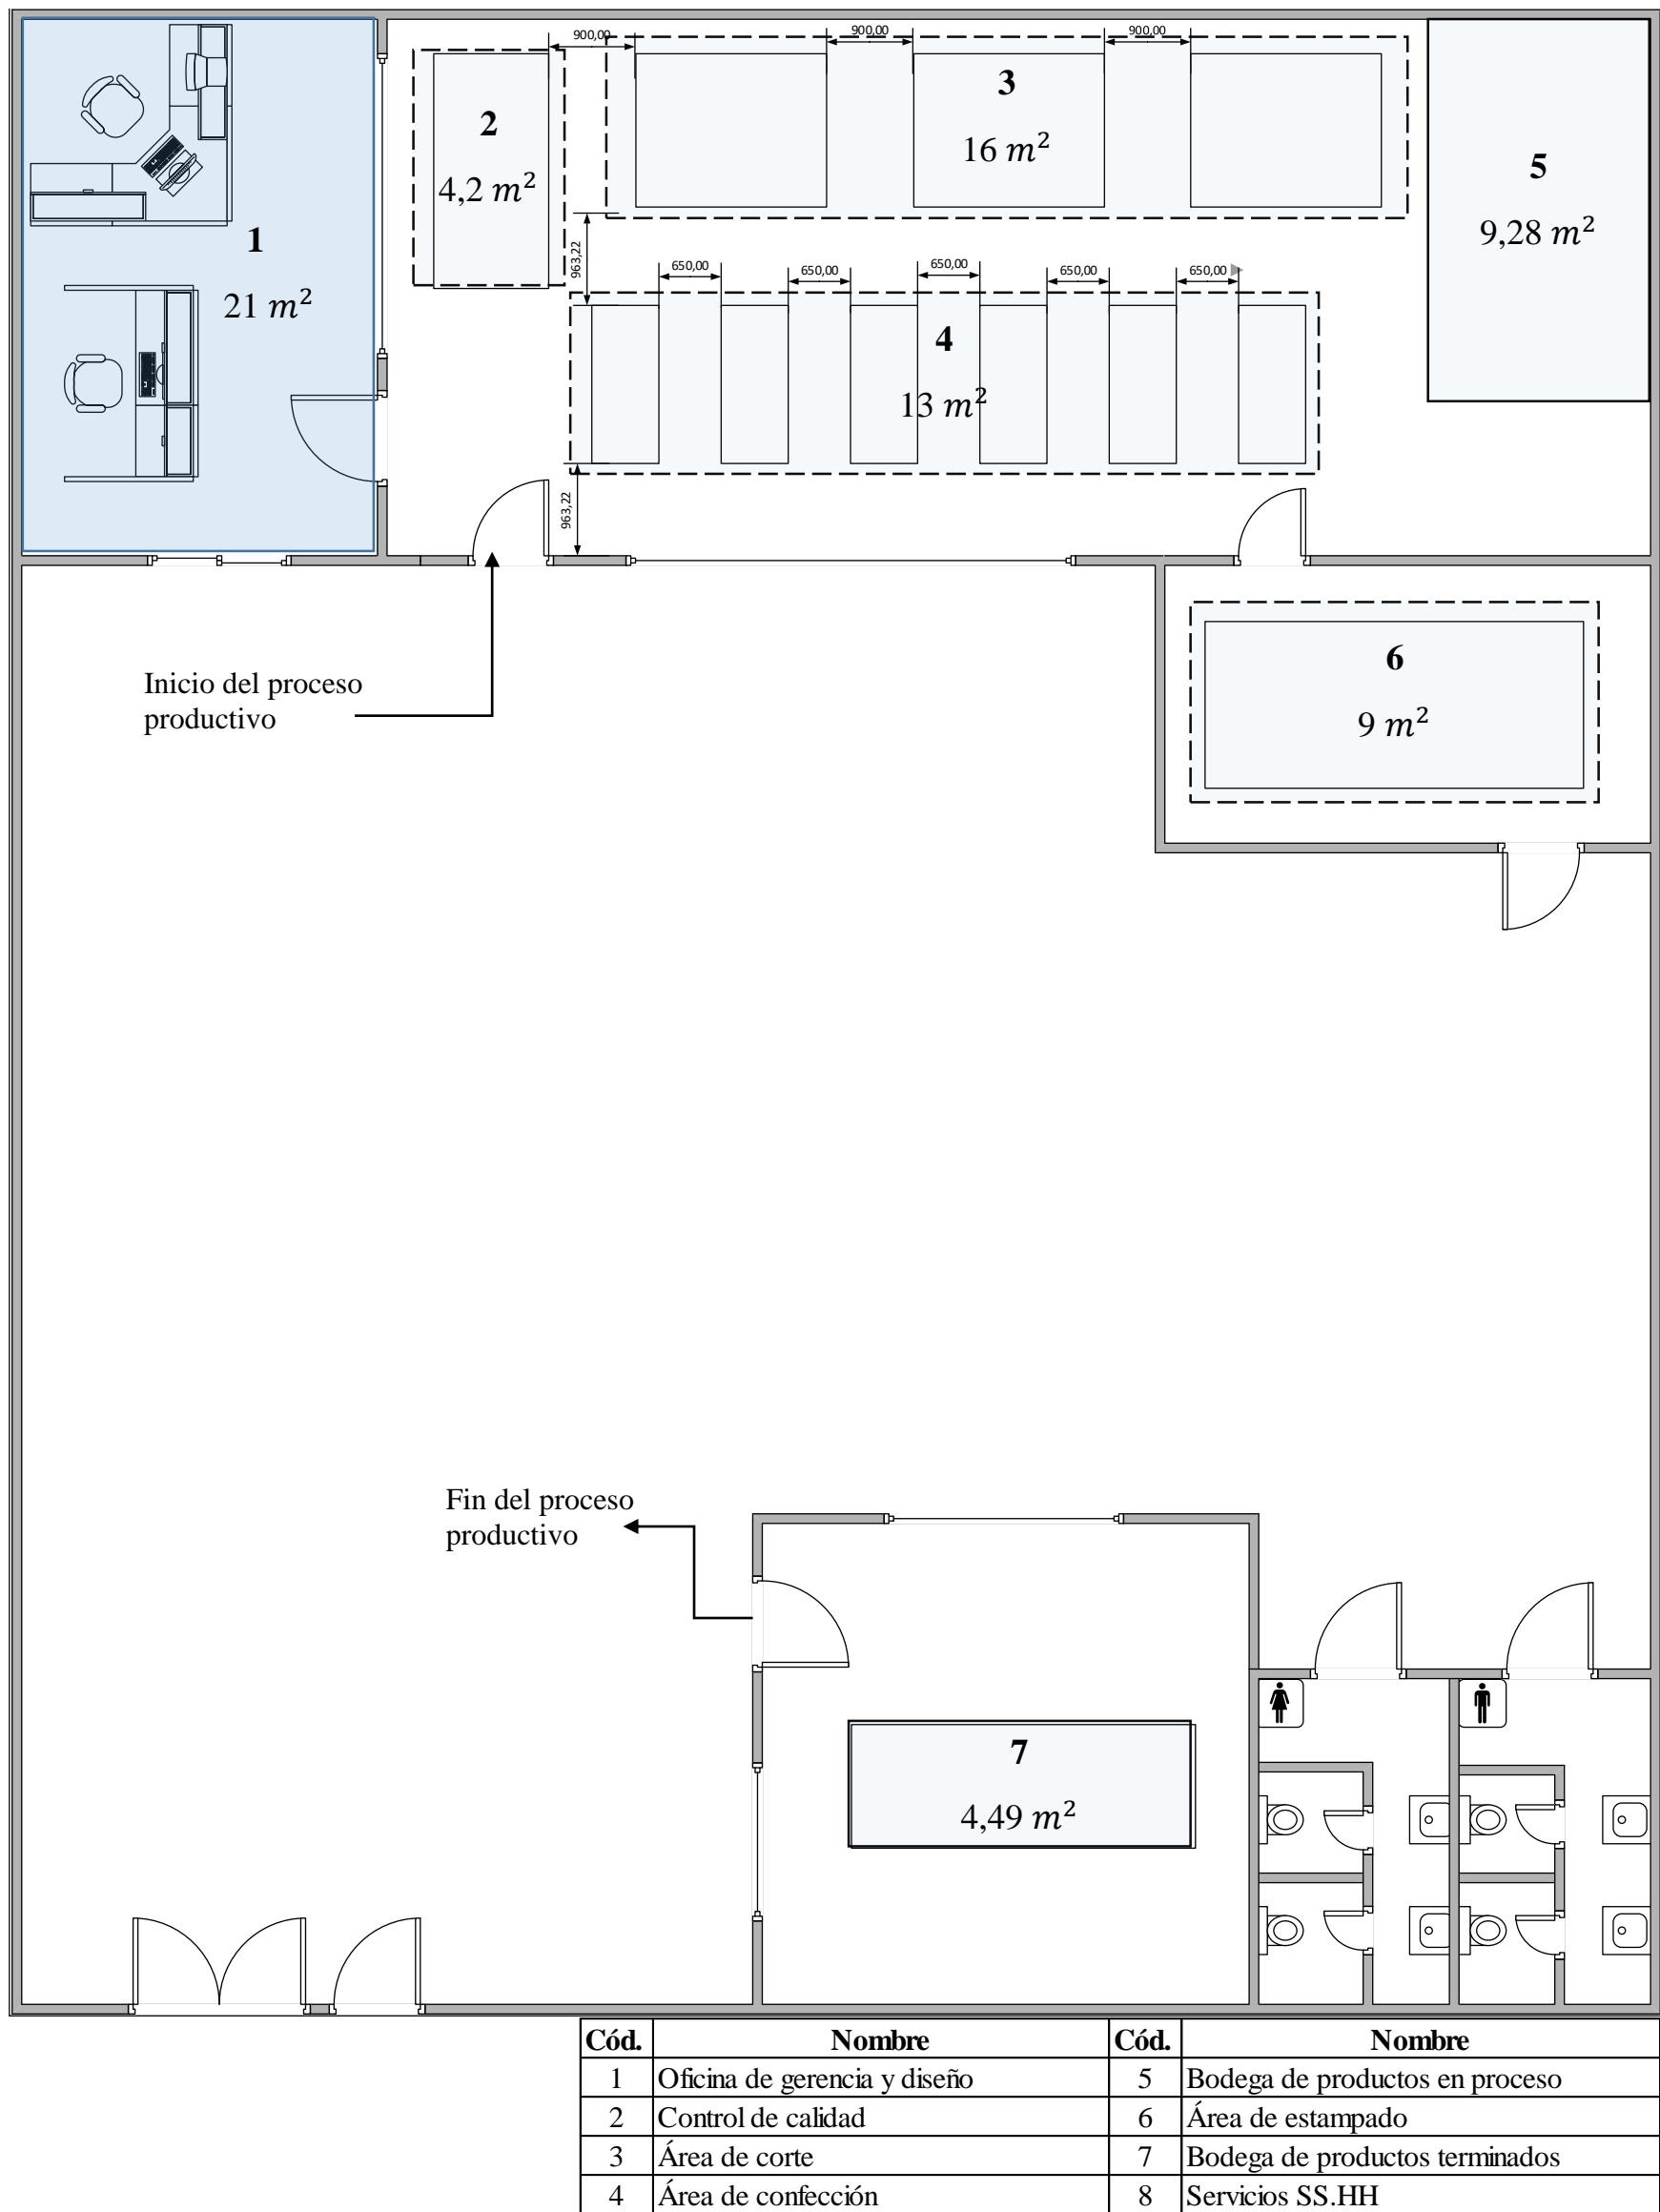 900,00
900,00
900,00
2
4,2 m²
3
16 m²
5
9,28 m²
1
21 m²
963,22
650,00
650,00
650,00
650,00
650,00
4
13 m²
963,22
Inicio del proceso
productivo
6
9 m²
Fin del proceso
productivo
7
4,49 m²
Cód. Nombre Cód. Nombre
1 Oficina de gerencia y diseño 5 Bodega de productos en proceso
2 Control de calidad 6 Área de estampado
3 Área de corte 7 Bodega de productos terminados
4 Área de confección 8 Servicios SS.HH